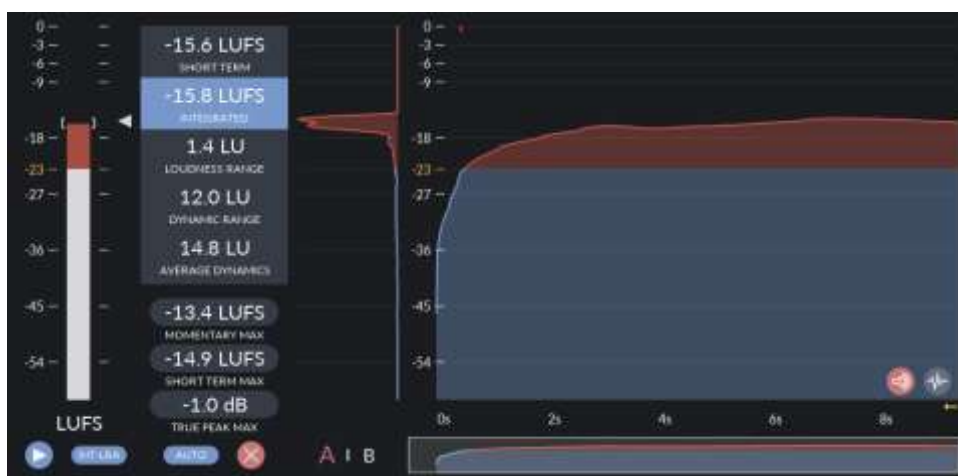 0
-3
-6
-9
-18
-23
-27
-36
-45
-54
LUFS
-15.6 LUFS
SHORT TERM
-15.8 LUFS
INTEGRATED
1.4 LU
LOUDNESS RANGE
12.0 LU
DYNAMIC RANGE
14.8 LU
AVERAGE DYNAMICS
-13.4 LUFS
MOMENTARY MAX
-14.9 LUFS
SHORT TERM MAX
-1.0 dB
TRUE PEAK MAX
0
-3
-6
-9
-18
-23
-27
-36
-45
-54
0s 2s 4s 6s 8s
AUTO
A B